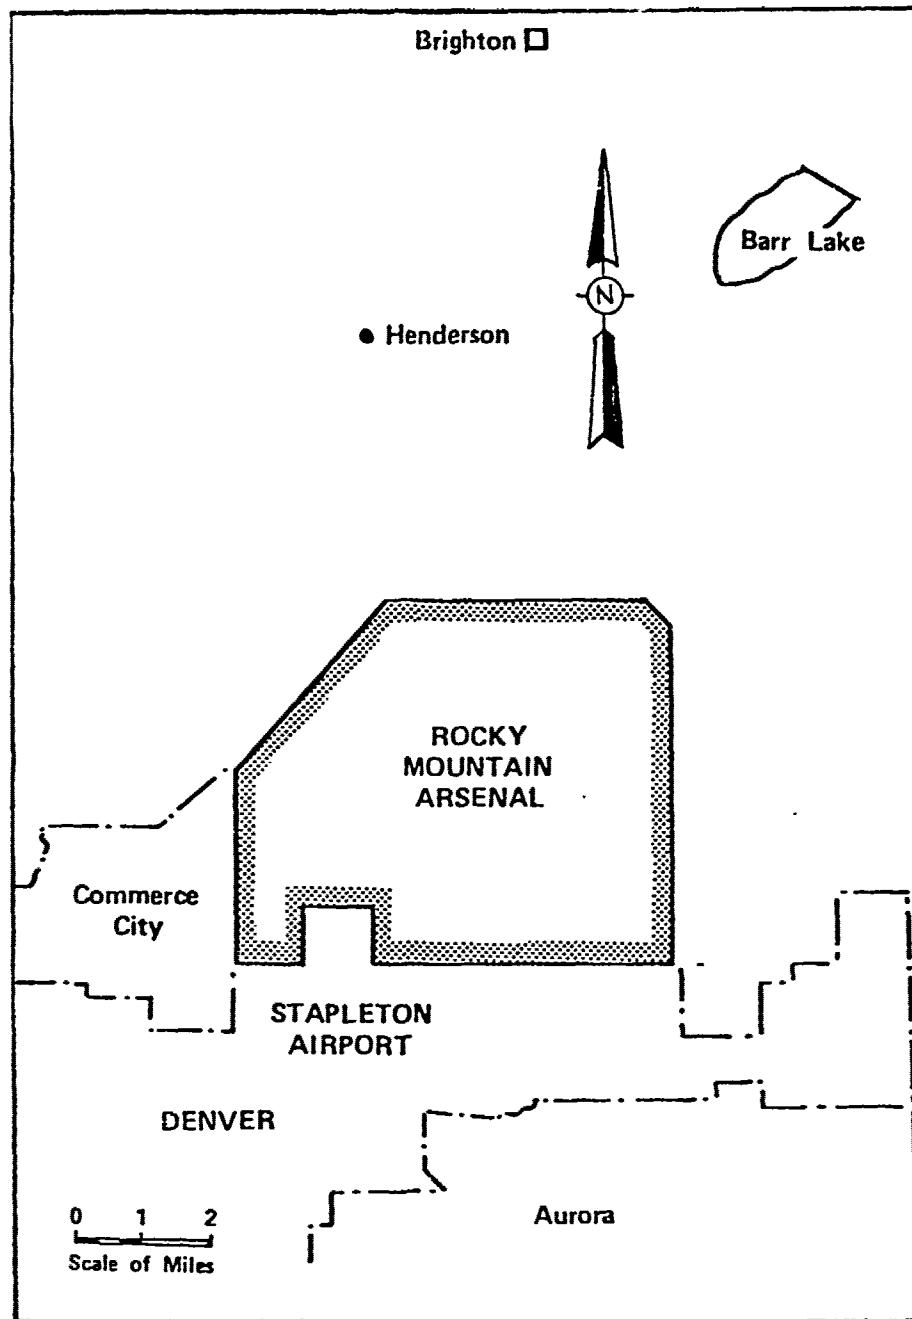 Brighton
Barr Lake
N
Henderson
ROCKY
MOUNTAIN
ARSENAL
Commerce
City
STAPLETON
AIRPORT
DENVER
Aurora
0 1 2
Scale of Miles